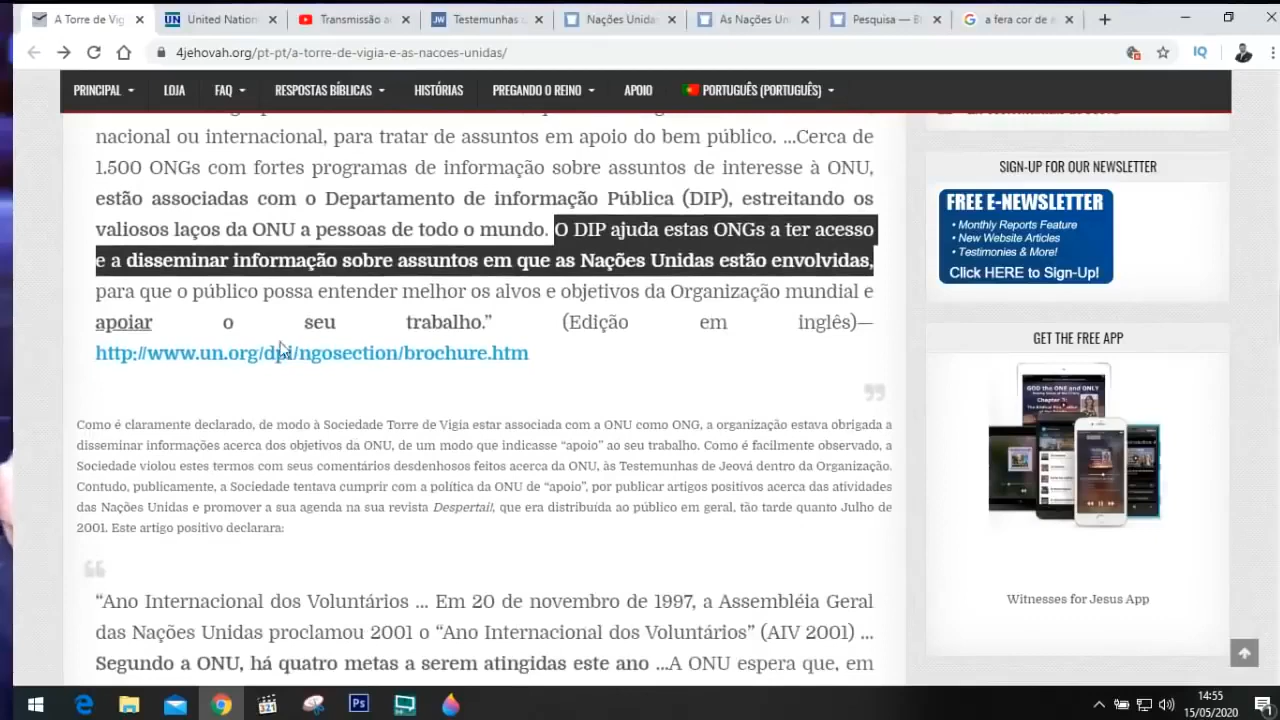 A Torre de Vig
United Nation
Transmissão a
Testemunhas
Nações Unida
As Nações Un
Pesquisa — B
a fera cor de e
4jehovah.org/pt-pt/a-torre-de-vigia-e-as-nacoes-unidas/
IQ
PRINCIPAL LOJA FAQ RESPOSTAS BÍBLICAS HISTÓRIAS PREGANDO O REINO APOIO PORTUGUÊS (PORTUGUÊS)
nacional ou internacional, para tratar de assuntos em apoio do bem público. ...Cerca de
1.500 ONGs com fortes programas de informação sobre assuntos de interesse à ONU,
estão associadas com o Departamento de informação Pública (DIP), estreitando os
valiosos laços da ONU a pessoas de todo o mundo. O DIP ajuda estas ONGs a ter acesso
e a disseminar informação sobre assuntos em que as Nações Unidas estão envolvidas,
para que o público possa entender melhor os alvos e objetivos da Organização mundial e
apoiar o seu trabalho.” (Edição em inglês)—
http://www.un.org/dpi/ngosection/brochure.htm
Como é claramente declarado, de modo à Sociedade Torre de Vigia estar associada com a ONU como ONG, a organização estava obrigada a
disseminar informações acerca dos objetivos da ONU, de um modo que indicasse “apoio” ao seu trabalho. Como é facilmente observado, a
Sociedade violou estes termos com seus comentários desdenhosos feitos acerca da ONU, às Testemunhas de Jeová dentro da Organização.
Contudo, publicamente, a Sociedade tentava cumprir com a política da ONU de “apoio”, por publicar artigos positivos acerca das atividades
das Nações Unidas e promover a sua agenda na sua revista Despertai!, que era distribuída ao público em geral, tão tarde quanto Julho de
2001. Este artigo positivo declarara:
“Ano Internacional dos Voluntários ... Em 20 de novembro de 1997, a Assembléia Geral
das Nações Unidas proclamou 2001 o “Ano Internacional dos Voluntários” (AIV 2001) ...
Segundo a ONU, há quatro metas a serem atingidas este ano ...A ONU espera que, em
SIGN-UP FOR OUR NEWSLETTER
FREE E-NEWSLETTER
• Monthly Reports Feature
• New Website Articles
• Testimonies & More!
Click HERE to Sign-Up!
GET THE FREE APP
GOD the ONE and ONLY
Witnesses for Jesus App
14:55
15/05/2020